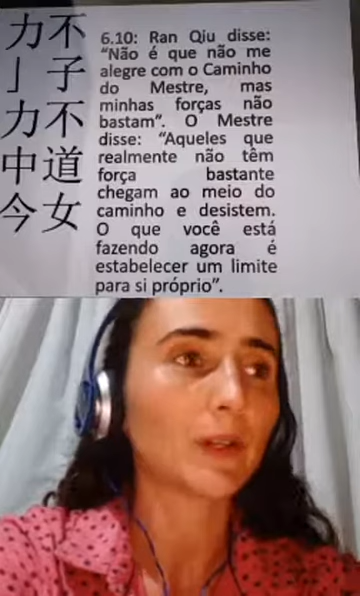 力不
」子
力不
中道
今女
6.10: Ran Qiu disse:
“Não é que não me
alegre com o Caminho
do Mestre, mas
minhas forças não
bastam”. O Mestre
disse: “Aqueles que
realmente não têm
força bastante
chegam ao meio do
caminho e desistem.
O que você está
fazendo agora é
estabelecer um limite
para si próprio”.